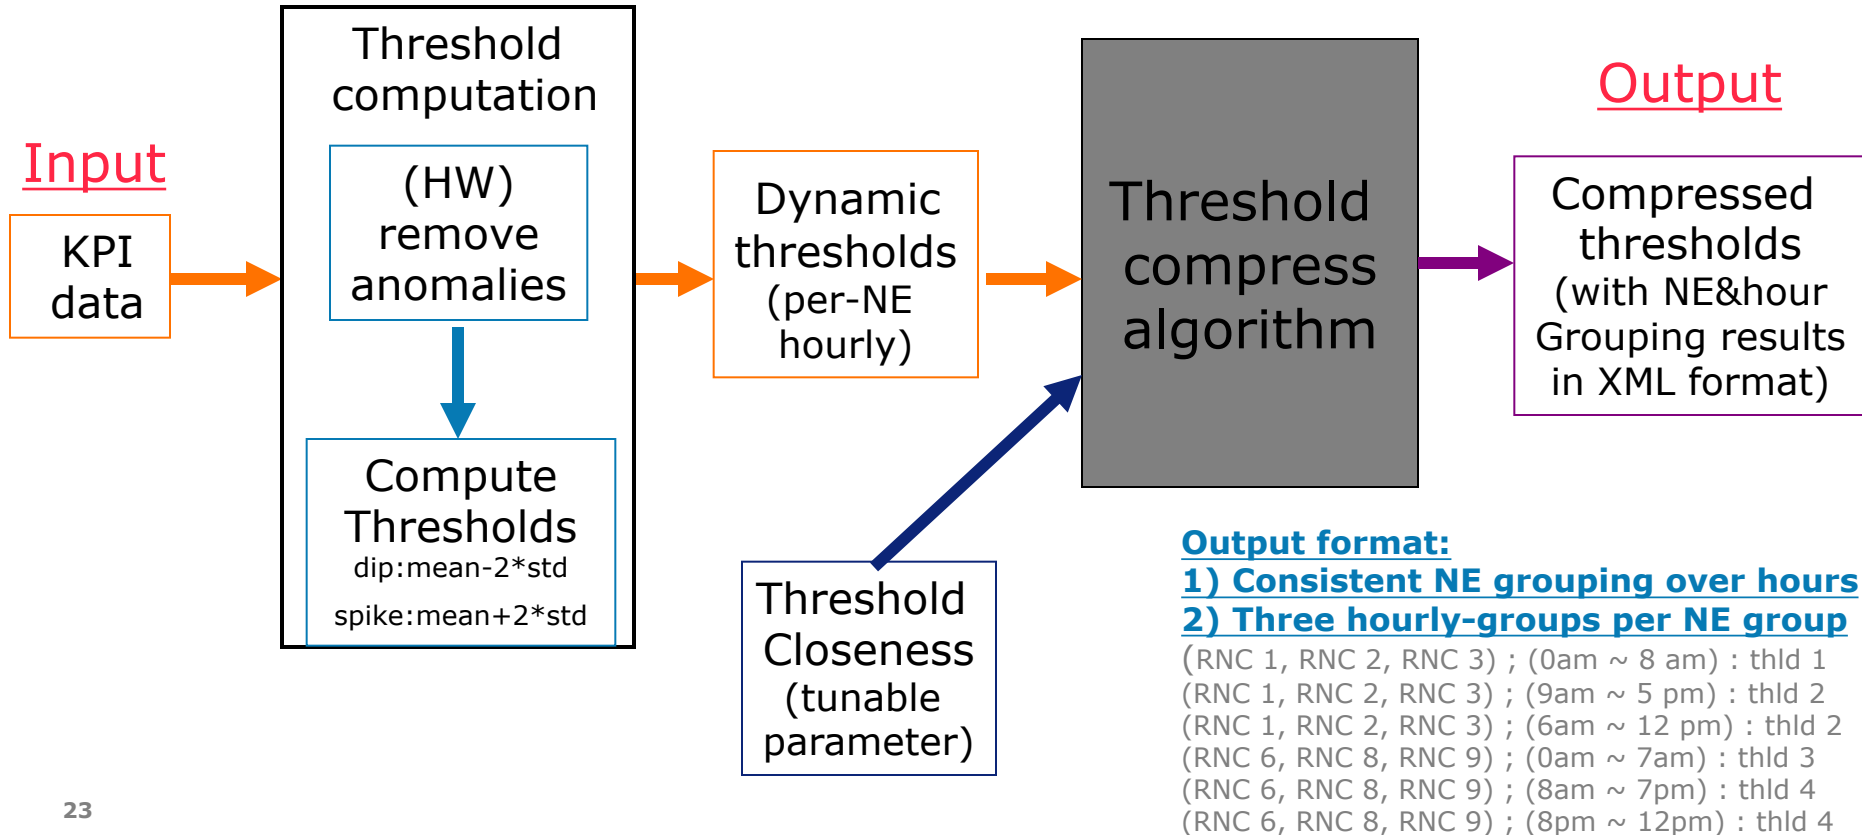 Input
KPI
data
Threshold
computation
(HW)
remove
anomalies
Compute
Thresholds
dip:mean-2*std
spike:mean+2*std
Dynamic
thresholds
(per-NE
hourly)
Threshold
Closeness
(tunable
parameter)
Threshold
compress
algorithm
Output
Compressed
thresholds
(with NE&hour
Grouping results
in XML format)
Output format:
1) Consistent NE grouping over hours
2) Three hourly-groups per NE group
(RNC 1, RNC 2, RNC 3) ; (0am ~ 8 am) : thld 1
(RNC 1, RNC 2, RNC 3) ; (9am ~ 5 pm) : thld 2
(RNC 1, RNC 2, RNC 3) ; (6am ~ 12 pm) : thld 2
(RNC 6, RNC 8, RNC 9) ; (0am ~ 7am) : thld 3
(RNC 6, RNC 8, RNC 9) ; (8am ~ 7pm) : thld 4
(RNC 6, RNC 8, RNC 9) ; (8pm ~ 12pm) : thld 4
23